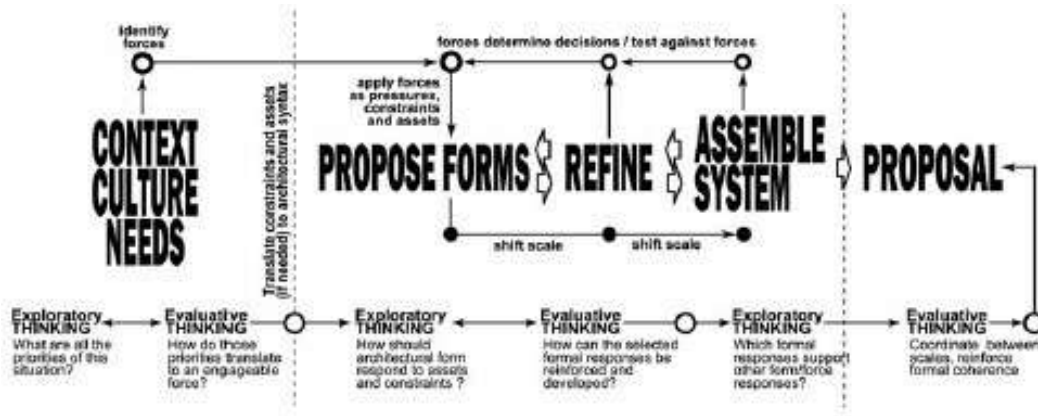 Identify
forces
forces determine decisions / test against forces
apply forces
as pressures,
constraints
and assets
Translate constraints and assets
(if needed) to architectural syntax
CONTEXT
CULTURE
NEEDS
PROPOSE FORMS
REFINE
ASSEMBLE
SYSTEM
PROPOSAL
shift scale
shift scale
Exploratory
THINKING
What are all the
priorities of this
situation?
Evaluative
THINKING
How do those
priorities translate
to an engageable
force?
Exploratory
THINKING
How should
architectural form
respond to assets
and constraints ?
Evaluative
THINKING
How can the selected
formal responses be
reinforced and
developed?
Exploratory
THINKING
Which formal
responses support
other form/force
responses?
Evaluative
THINKING
Coordinate between
scales, reinforce
formal coherence